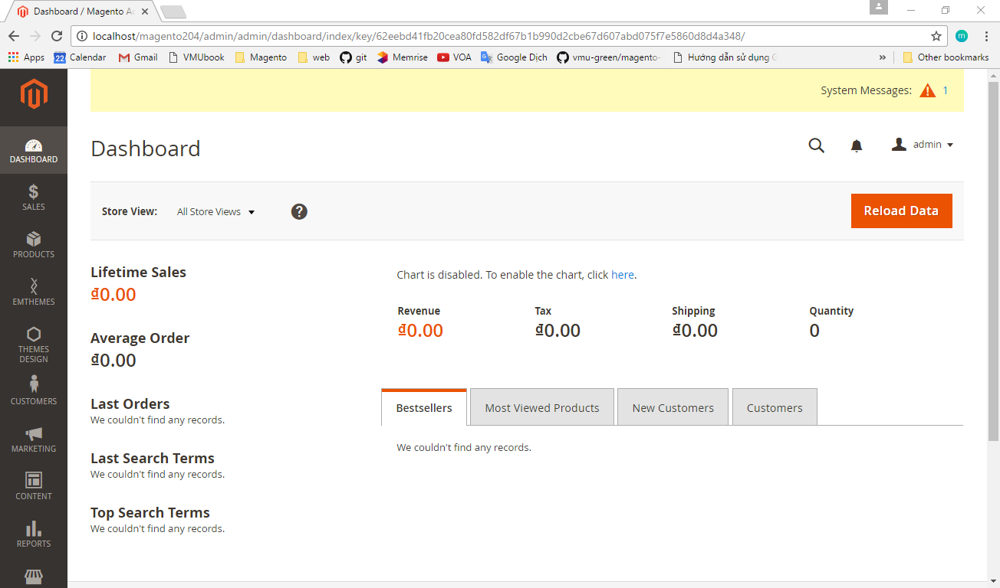 Dashboard / Magento Ad
localhost/magento204/admin/admin/dashboard/index/key/62eebd41fb20cea80fd582df67b1b990d2cbe67d607abd075f7e5860d8d4a348/
m
Apps 22 Calendar Gmail VMUbook Magento web git Memrise VOA Google Dịch vmu-green/magento- Hướng dẫn sử dụng » Other bookmarks
System Messages: 1
Dashboard
admin
Store View: All Store Views ?
Reload Data
DASHBOARD
SALES
PRODUCTS
EMTHEMES
THEMES
DESIGN
CUSTOMERS
MARKETING
CONTENT
REPORTS
Lifetime Sales
₫0.00
Average Order
₫0.00
Last Orders
We couldn't find any records.
Last Search Terms
We couldn't find any records.
Top Search Terms
We couldn't find any records.
Chart is disabled. To enable the chart, click here.
Revenue Tax Shipping Quantity
₫0.00 ₫0.00 ₫0.00 0
Bestsellers Most Viewed Products New Customers Customers
We couldn't find any records.